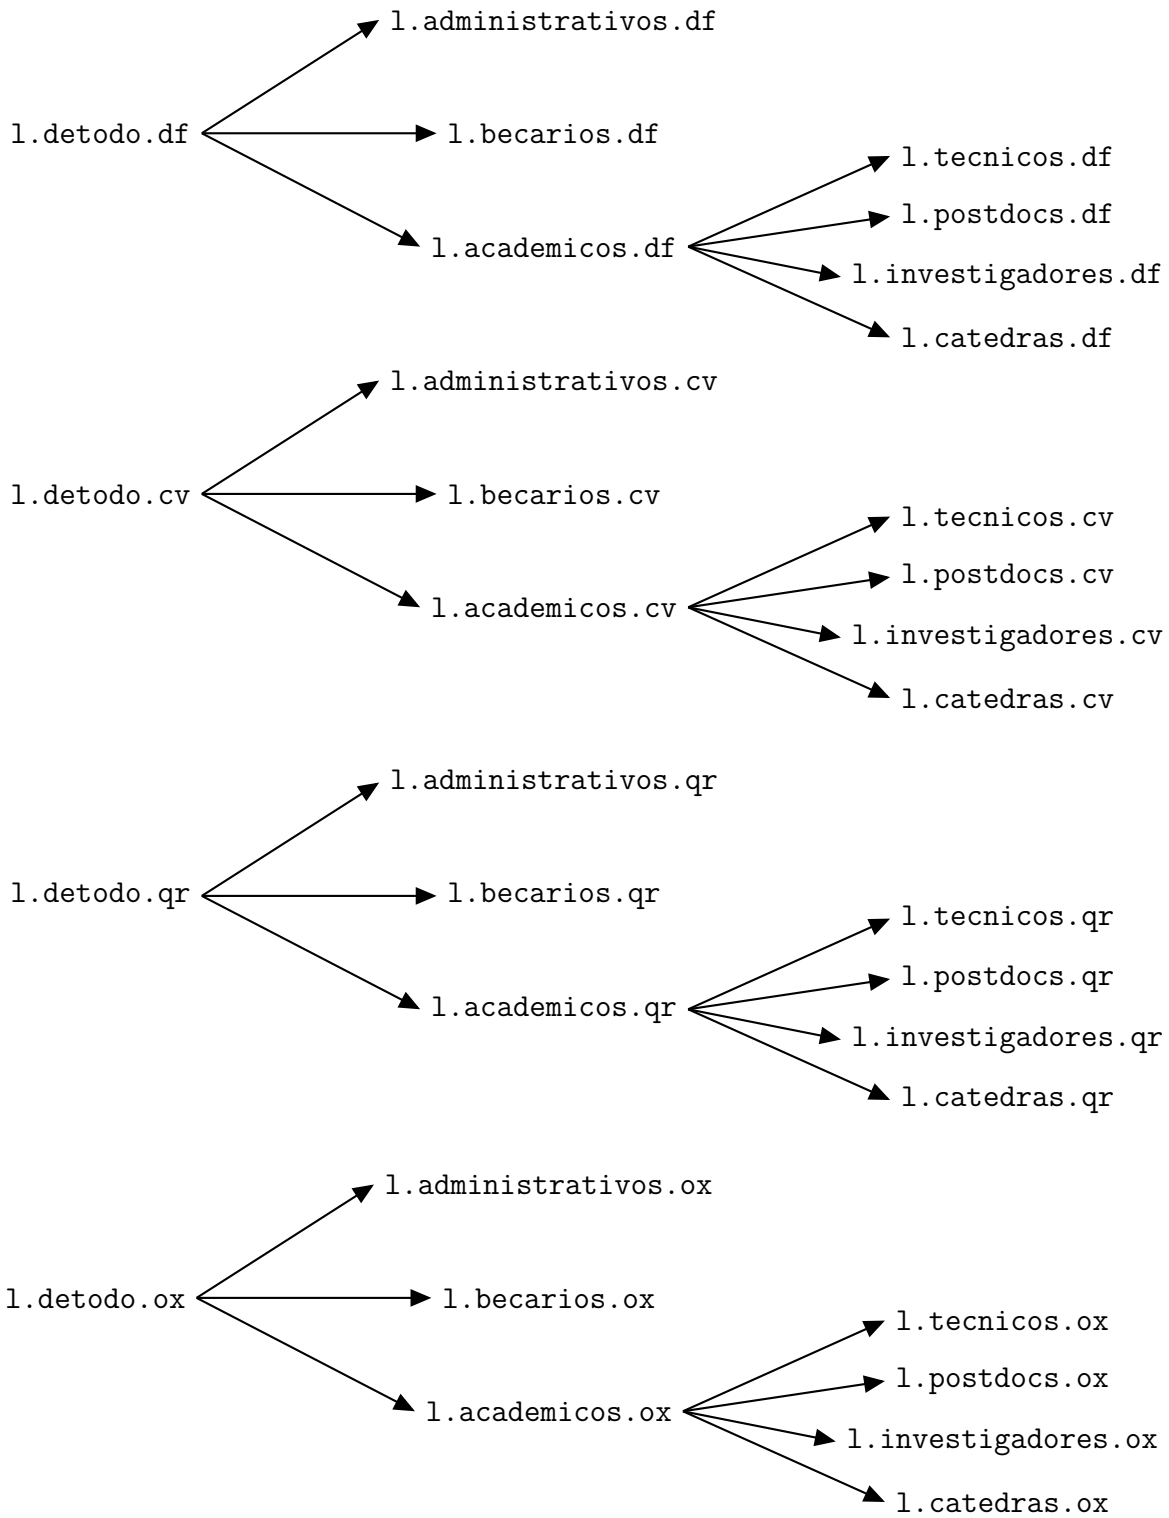 l.administrativos.df
l.detodo.df
l.becarios.df
l.tecnicos.df
l.postdocs.df
l.academicos.df
l.investigadores.df
l.catedras.df
l.administrativos.cv
l.detodo.cv
l.becarios.cv
l.tecnicos.cv
l.postdocs.cv
l.academicos.cv
l.investigadores.cv
l.catedras.cv
l.administrativos.qr
l.detodo.qr
l.becarios.qr
l.tecnicos.qr
l.postdocs.qr
l.academicos.qr
l.investigadores.qr
l.catedras.qr
l.administrativos.ox
l.detodo.ox
l.becarios.ox
l.tecnicos.ox
l.postdocs.ox
l.academicos.ox
l.investigadores.ox
l.catedras.ox